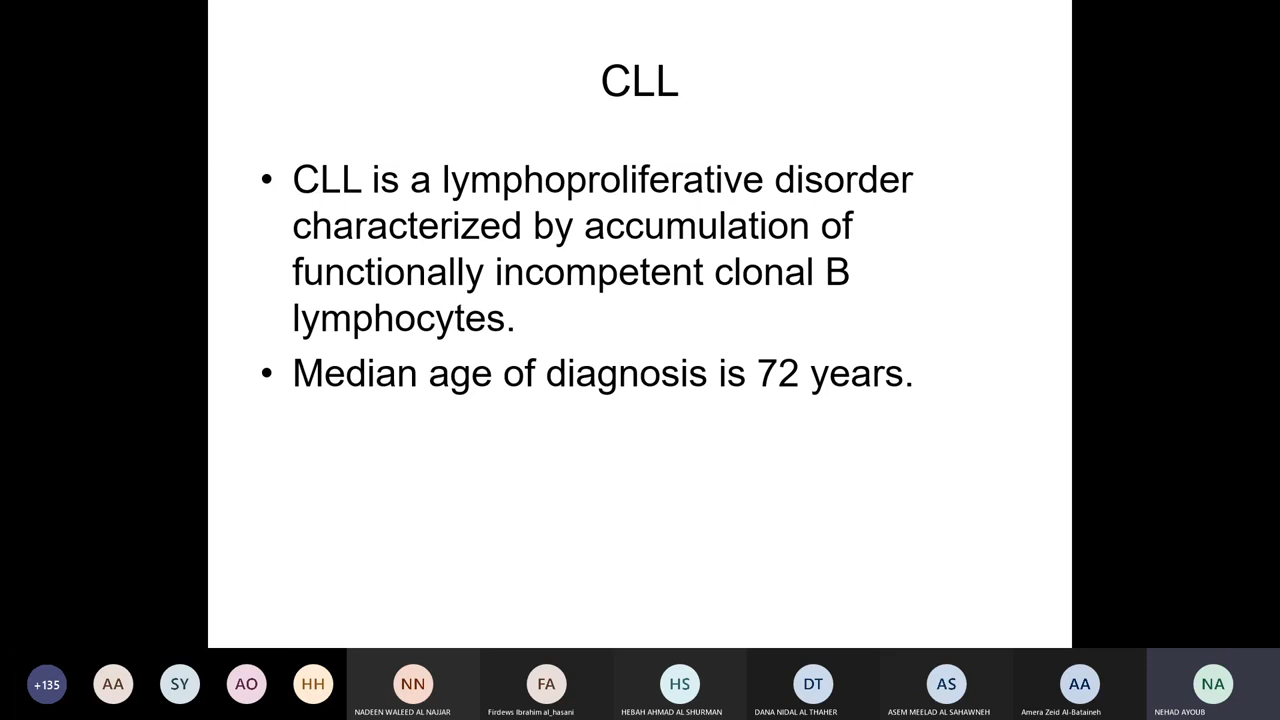 CLL
• CLL is a lymphoproliferative disorder
characterized by accumulation of
functionally incompetent clonal B
lymphocytes.
• Median age of diagnosis is 72 years.
+135 AA SY AO HH NN FA HS DT AS AA NA
NADEEN WALEED AL NAJJAR Firdews Ibrahim al_hasani HEBAH AHMAD AL SHURMAN DANA NIDAL AL THAHER ASEM MEELAD AL SAHAWNEH Amera Zeid Al-Bataineh NEHAD AYOUB